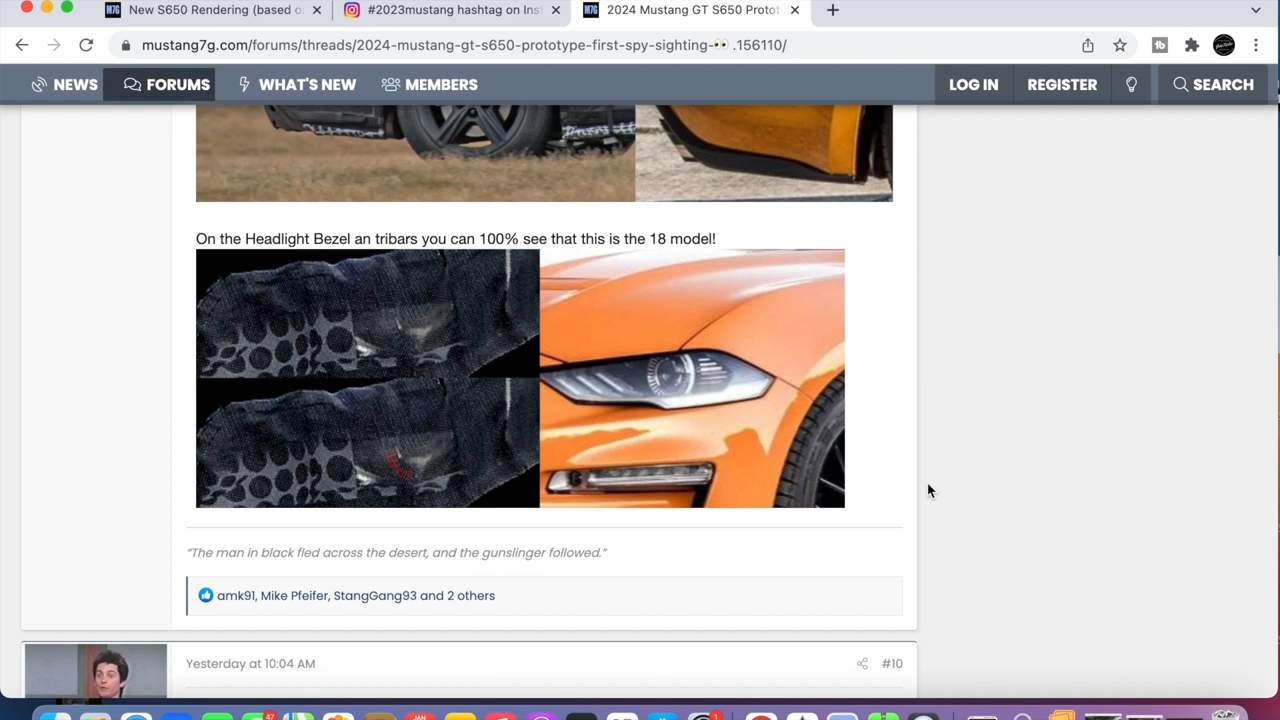 New S650 Rendering (based o
#2023mustang hashtag on Inst
2024 Mustang GT S650 Protot
mustang7g.com/forums/threads/2024-mustang-gt-s650-prototype-first-spy-sighting-👀.156110/
NEWS FORUMS WHAT'S NEW MEMBERS LOG IN REGISTER SEARCH
On the Headlight Bezel an tribars you can 100% see that this is the 18 model!
“The man in black fled across the desert, and the gunslinger followed.”
amk91, Mike Pfeifer, StangGang93 and 2 others
Yesterday at 10:04 AM
#10
47
JAN
1